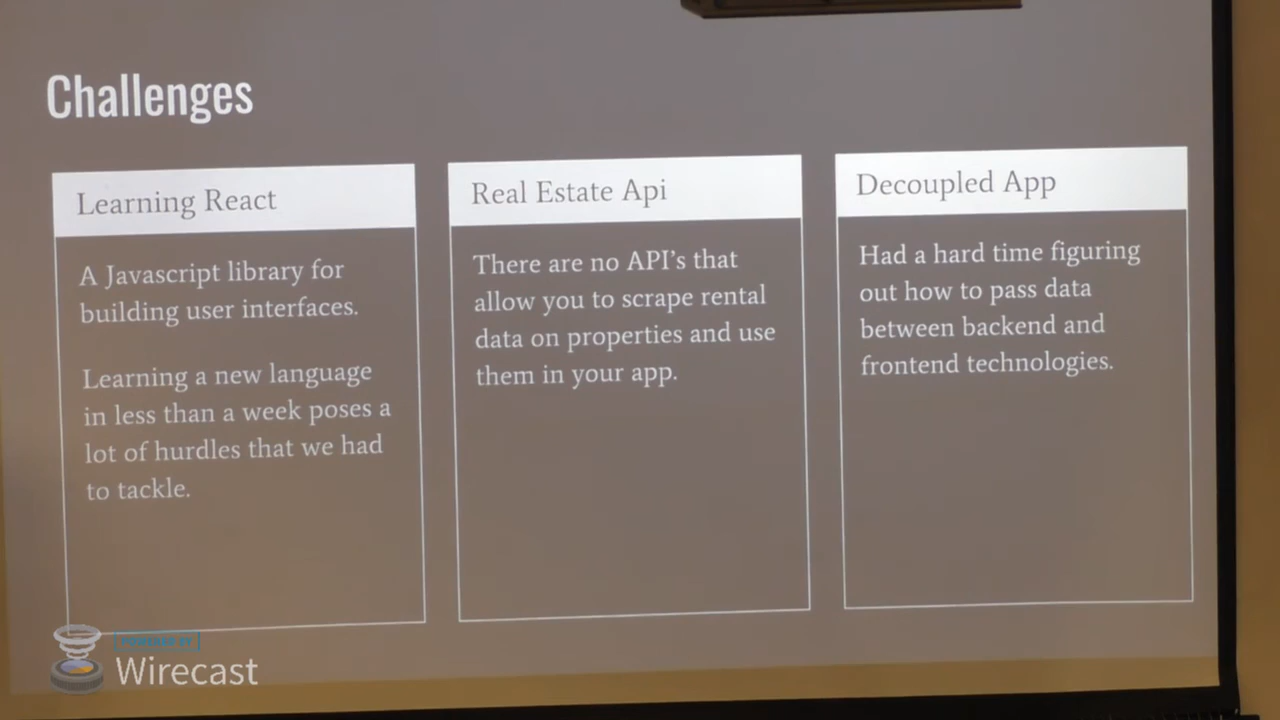 Challenges
Learning React
A Javascript library for
building user interfaces.
Learning a new language
in less than a week poses a
lot of hurdles that we had
to tackle.
Real Estate Api
There are no API's that
allow you to scrape rental
data on properties and use
them in your app.
Decoupled App
Had a hard time figuring
out how to pass data
between backend and
frontend technologies.
POWERED BY
Wirecast